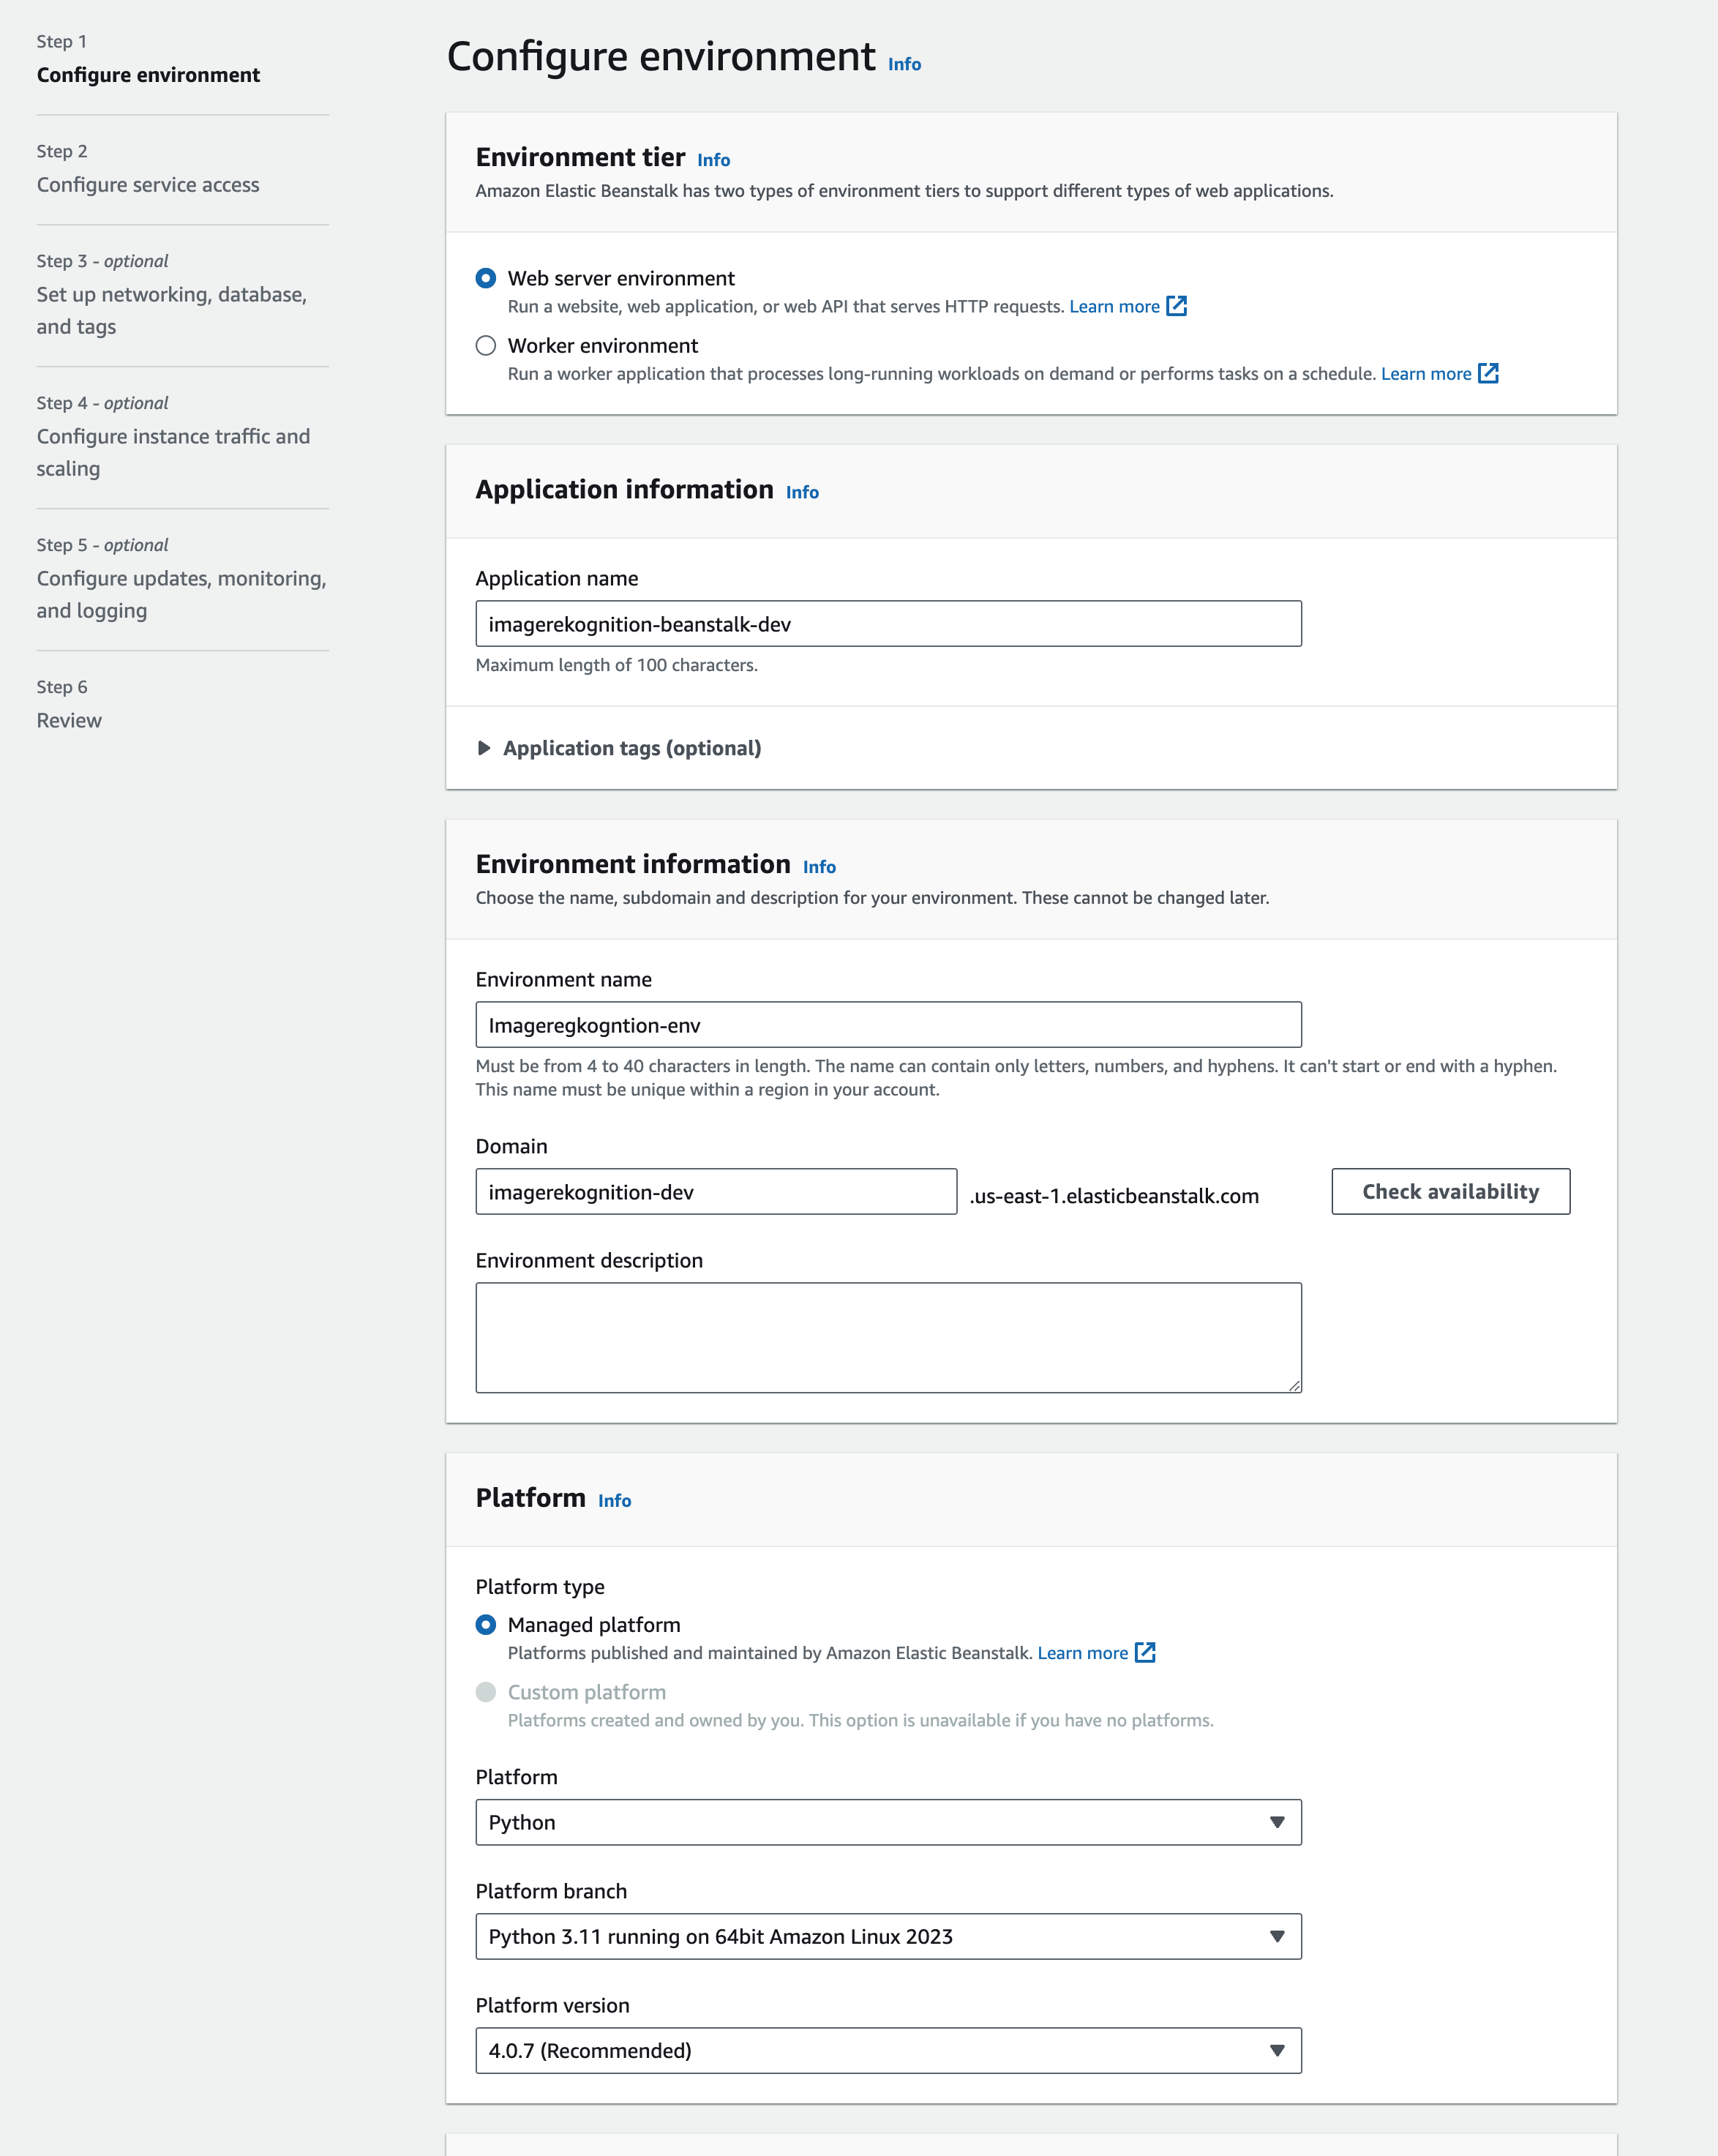 Step 1
Configure environment
Step 2
Configure service access
Step 3 - optional
Set up networking, database,
and tags
Step 4 - optional
Configure instance traffic and
scaling
Step 5 - optional
Configure updates, monitoring,
and logging
Step 6
Review
Configure environment Info
Environment tier Info
Amazon Elastic Beanstalk has two types of environment tiers to support different types of web applications.
Web server environment
Run a website, web application, or web API that serves HTTP requests. Learn more
Worker environment
Run a worker application that processes long-running workloads on demand or performs tasks on a schedule. Learn more
Application information Info
Application name
imagerekognition-beanstalk-dev
Maximum length of 100 characters.
Application tags (optional)
Environment information Info
Choose the name, subdomain and description for your environment. These cannot be changed later.
Environment name
Imageregkogntion-env
Must be from 4 to 40 characters in length. The name can contain only letters, numbers, and hyphens. It can't start or end with a hyphen.
This name must be unique within a region in your account.
Domain
imagerekognition-dev .us-east-1.elasticbeanstalk.com Check availability
Environment description
Platform Info
Platform type
Managed platform
Platforms published and maintained by Amazon Elastic Beanstalk. Learn more
Custom platform
Platforms created and owned by you. This option is unavailable if you have no platforms.
Platform
Python
Platform branch
Python 3.11 running on 64bit Amazon Linux 2023
Platform version
4.0.7 (Recommended)